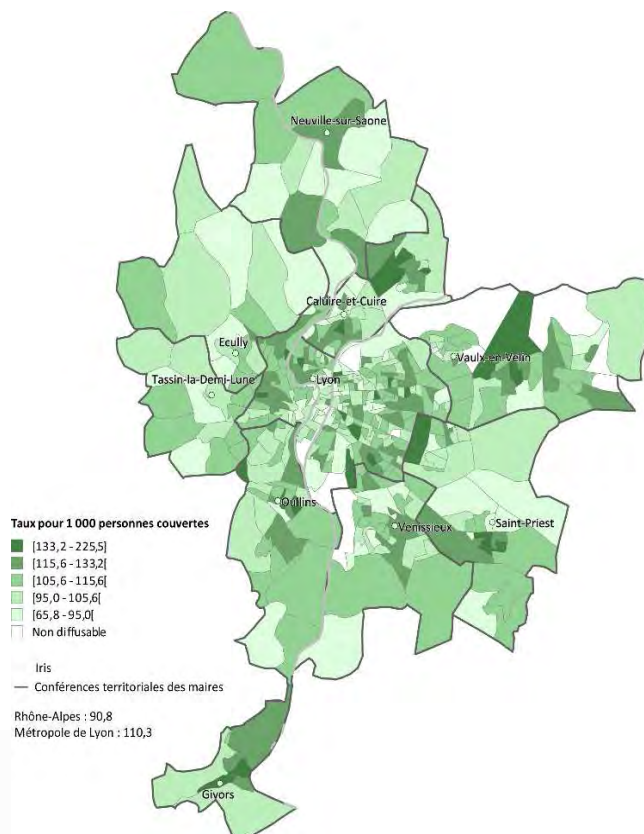 Neuville-sur-Saone
Caluire-et-Cuire
Ecully
Vaulx-en-Velin
Tassin-la-Demi-Lune
Lyon
Oullins
Vénissieux
Saint-Priest
Taux pour 1 000 personnes couvertes
[133,2 - 225,5]
[115,6 - 133,2[
[105,6 - 115,6[
[95,0 - 105,6[
[65,8 - 95,0[
Non diffusable
Iris
Conférences territoriales des maires
Rhône-Alpes : 90,8
Métropole de Lyon : 110,3
Givors